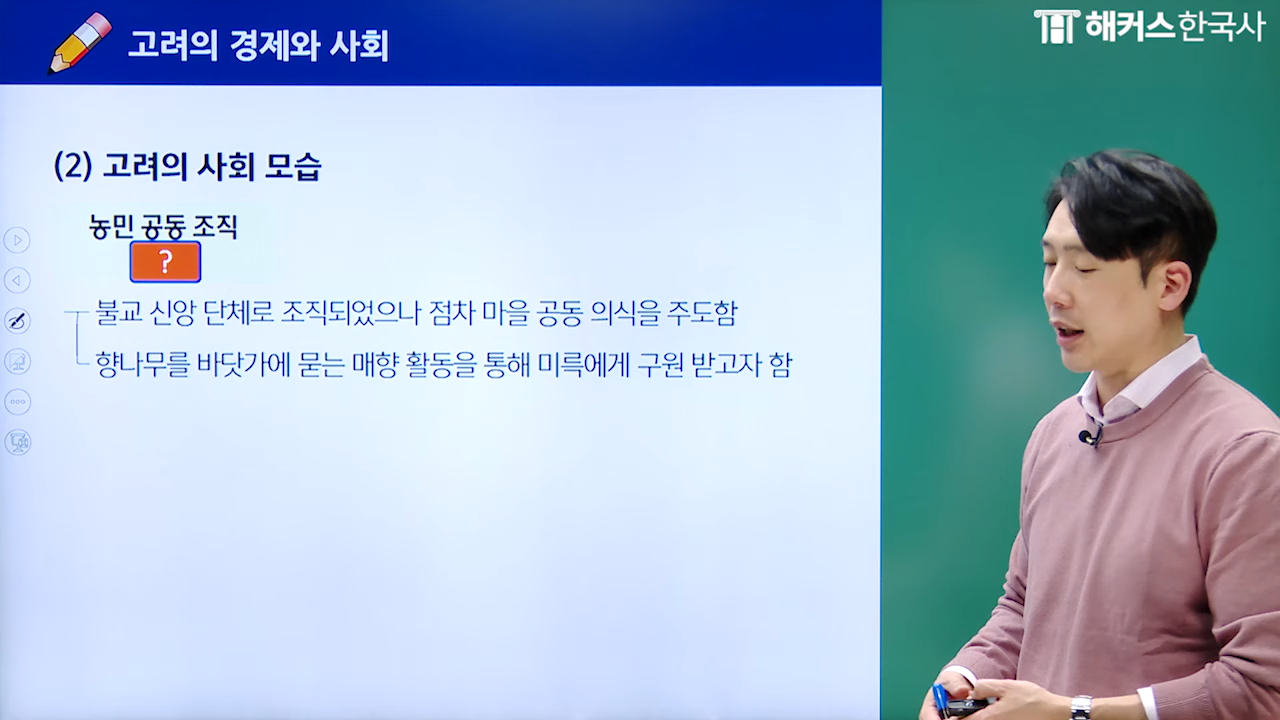 고려의 경제와 사회
해커스한국사
(2) 고려의 사회 모습
농민 공동 조직
?
불교 신앙 단체로 조직되었으나 점차 마을 공동 의식을 주도함
향나무를 바닷가에 묻는 매향 활동을 통해 미륵에게 구원 받고자 함